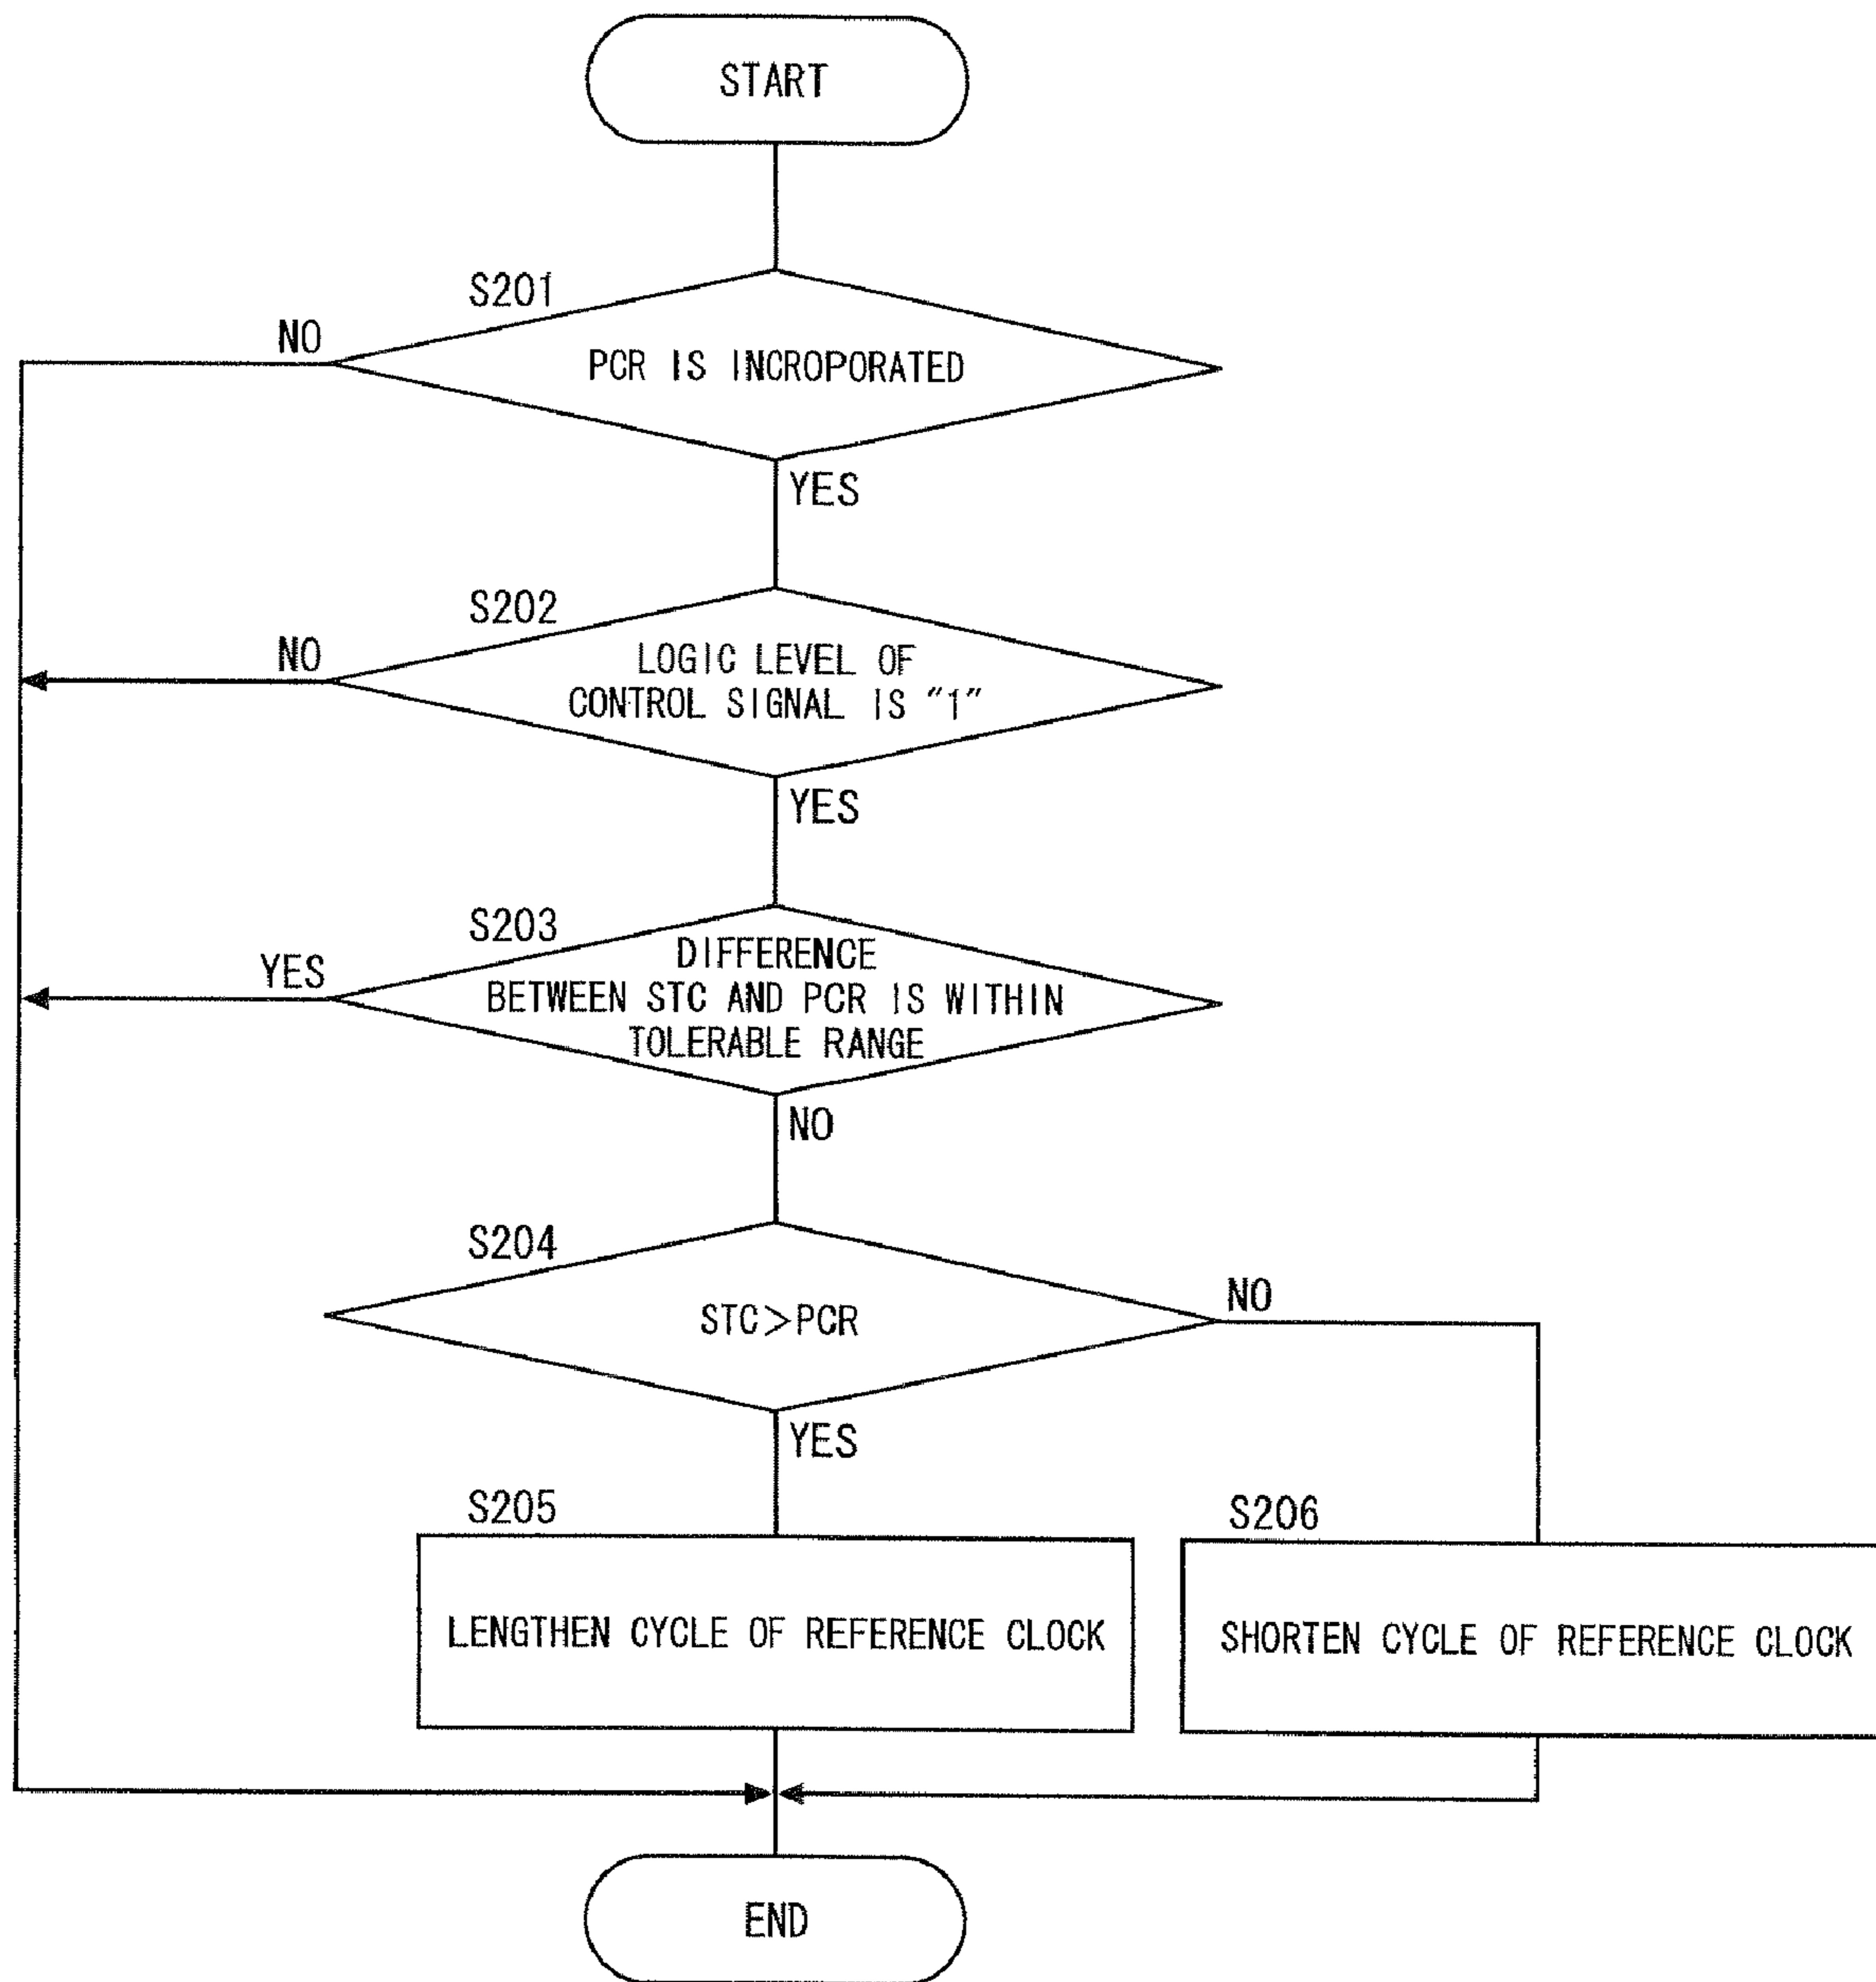 START
S201
NO
PCR IS INCROPORATED
YES
S202
NO
LOGIC LEVEL OF
CONTROL SIGNAL IS "1"
YES
S203
YES
DIFFERENCE
BETWEEN STC AND PCR IS WITHIN
TOLERABLE RANGE
NO
S204
NO
STC>PCR
YES
S205
S206
LENGTHEN CYCLE OF REFERENCE CLOCK
SHORTEN CYCLE OF REFERENCE CLOCK
END